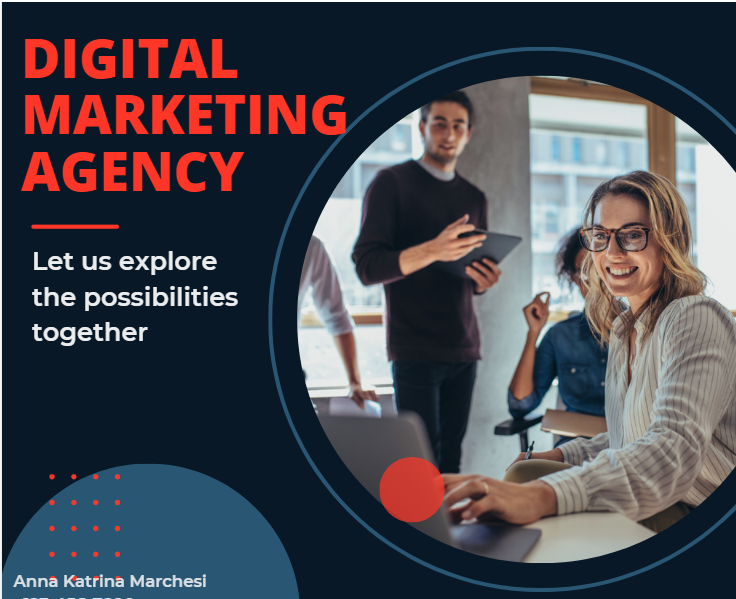 DIGITAL
MARKETING
AGENCY
Let us explore
the possibilities
together
Anna Katrina Marchesi